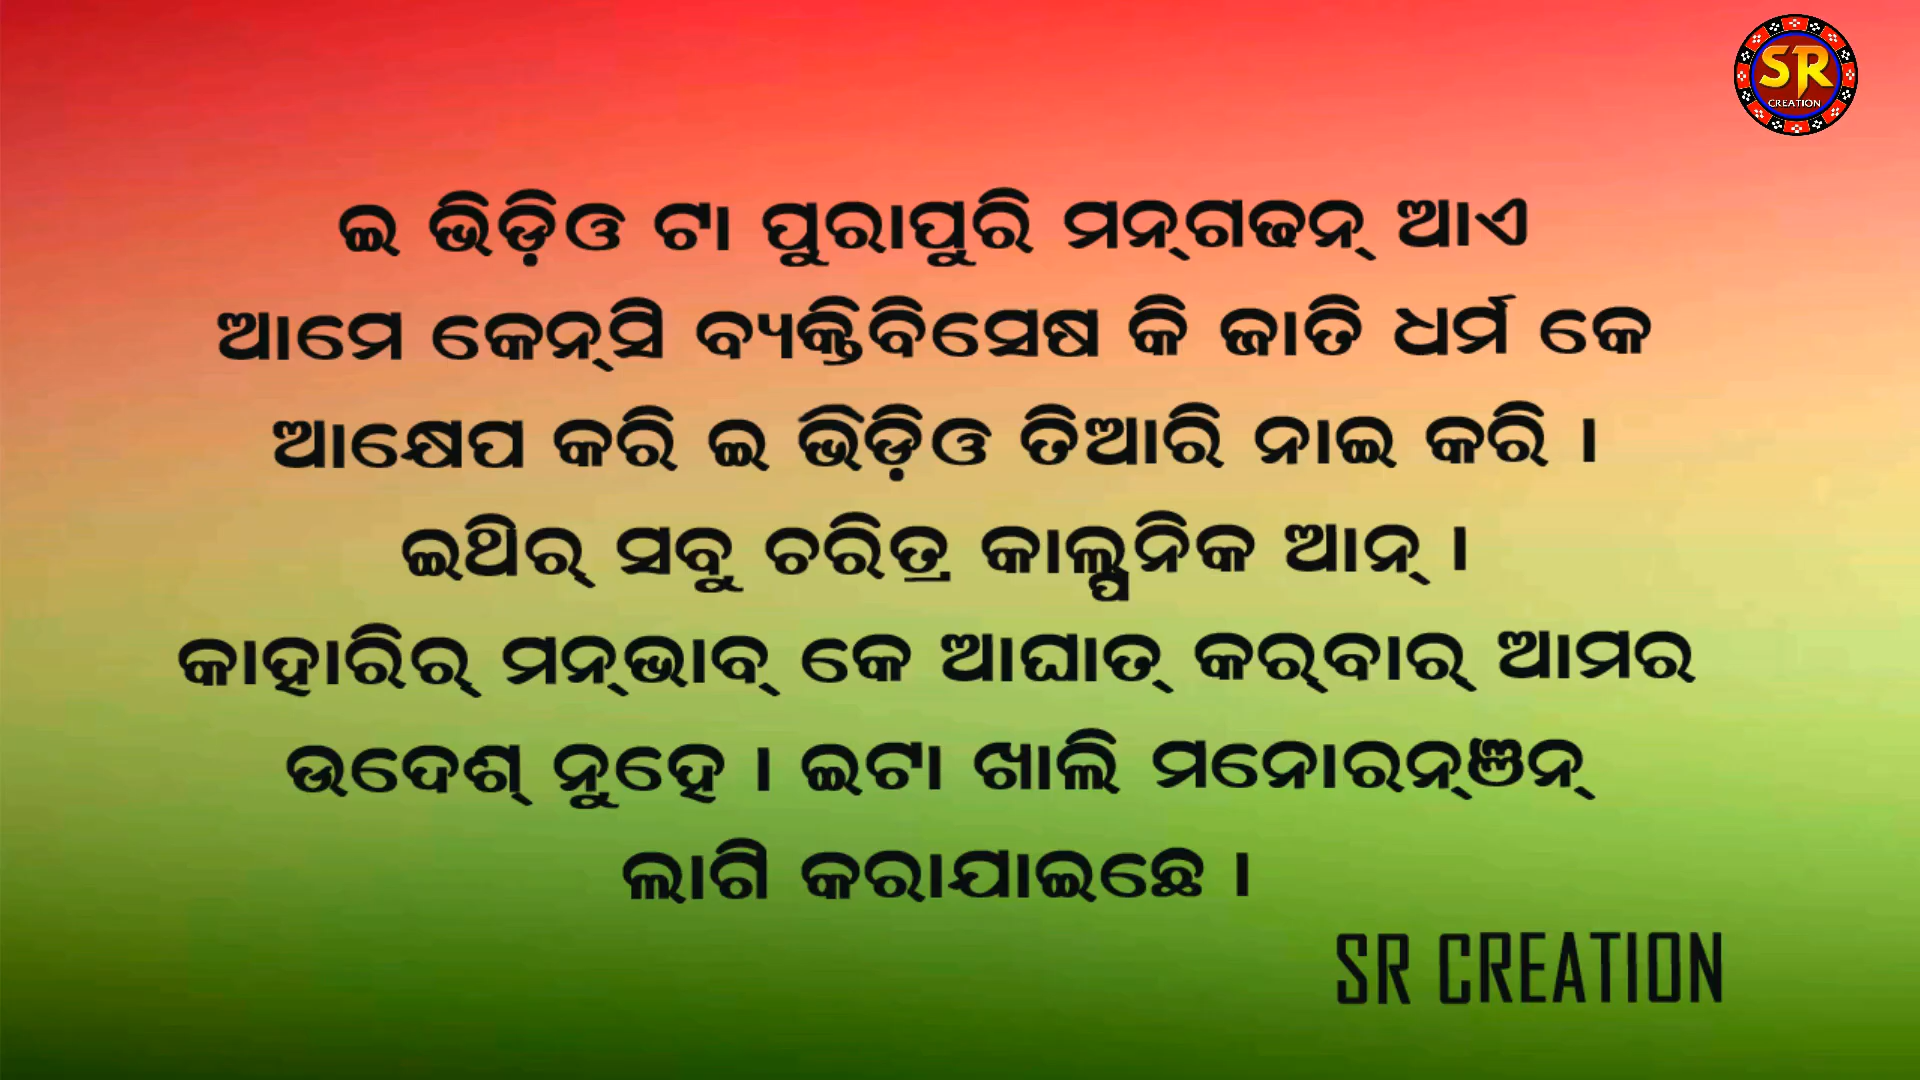 SR
CREATION
ଇ ଭିଡ଼ିଓ ଟା ପୁରାପୁରି ମନ୍‌ଗଢନ୍ ଆଏ
ଆମେ କେନ୍‌ସି ବ୍ୟକ୍ତିବିସେଷ କି ଜାତି ଧର୍ମ କେ
ଆକ୍ଷେପ କରି ଇ ଭିଡ଼ିଓ ତିଆରି ନାଇ କରି ।
ଇଥିର୍ ସବୁ ଚରିତ୍ର କାଲ୍ପନିକ ଆନ୍ ।
କାହାରିର୍ ମନ୍‌ଭାବ୍ କେ ଆଘାତ୍ କର୍‌ବାର୍ ଆମର
ଉଦେଶ୍ ନୁହେ । ଇଟା ଖାଲି ମନୋରନ୍‌ଞନ୍
ଲାଗି କରାଯାଇଛେ ।
SR CREATION